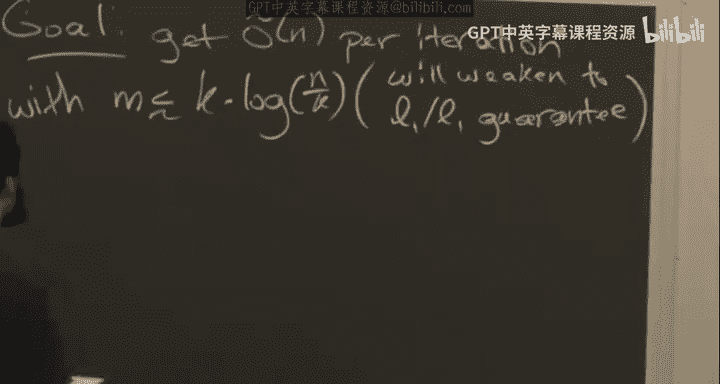 GPT中英字幕课程资源@bilibili.com
GPT中英字幕课程资源 bilibili
Goal: get Õ(n) per iteration
with m ≲ k·log(n/k) ( will weaken to
ℓ₁/ℓ₁ guarantee )